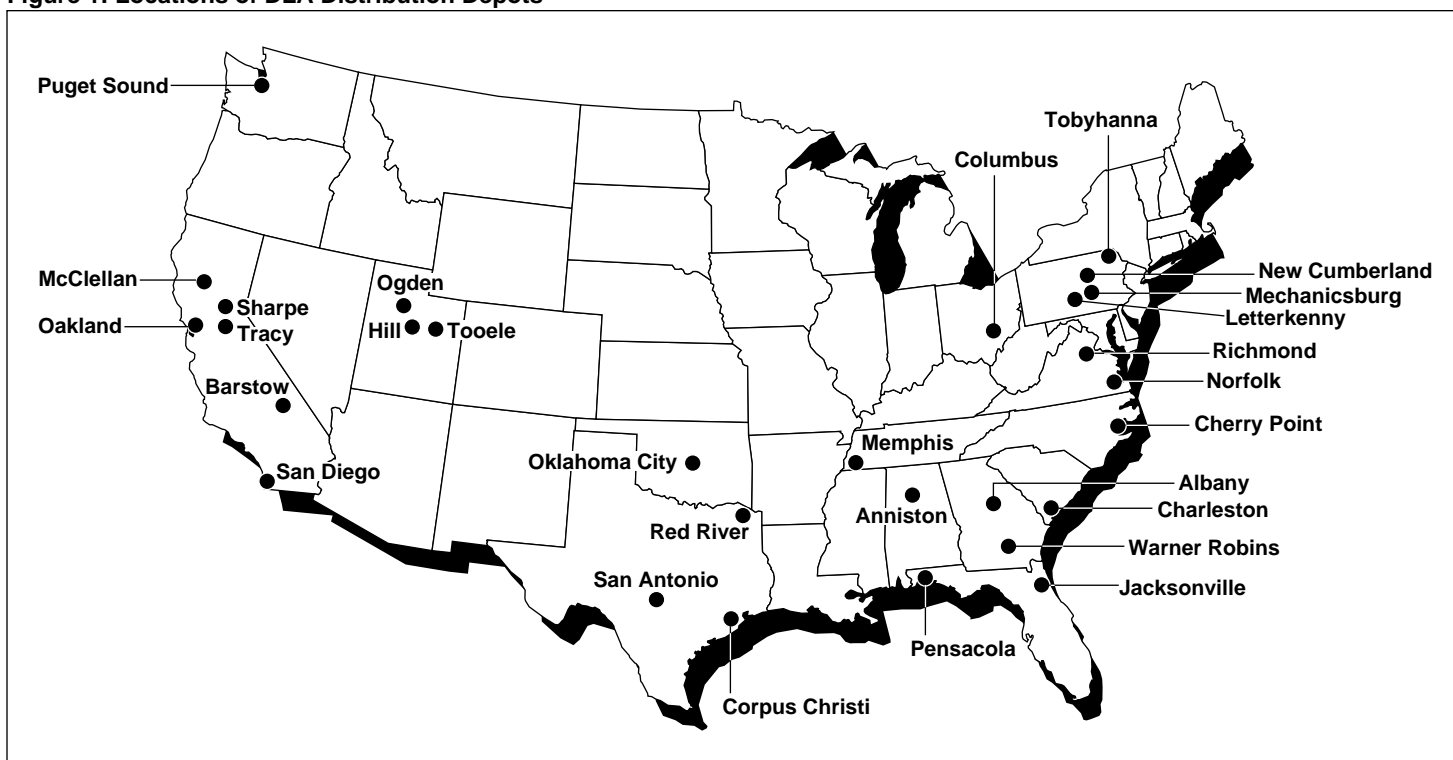 Figure 1: Locations of DLA Distribution Depots
Puget Sound
Tobyhanna
Columbus
McClellan
Ogden
New Cumberland
Sharpe
Mechanicsburg
Oakland
Tracy
Hill
Tooele
Letterkenny
Richmond
Barstow
Norfolk
Cherry Point
Memphis
Oklahoma City
San Diego
Albany
Anniston
Charleston
Red River
Warner Robins
San Antonio
Jacksonville
Pensacola
Corpus Christi